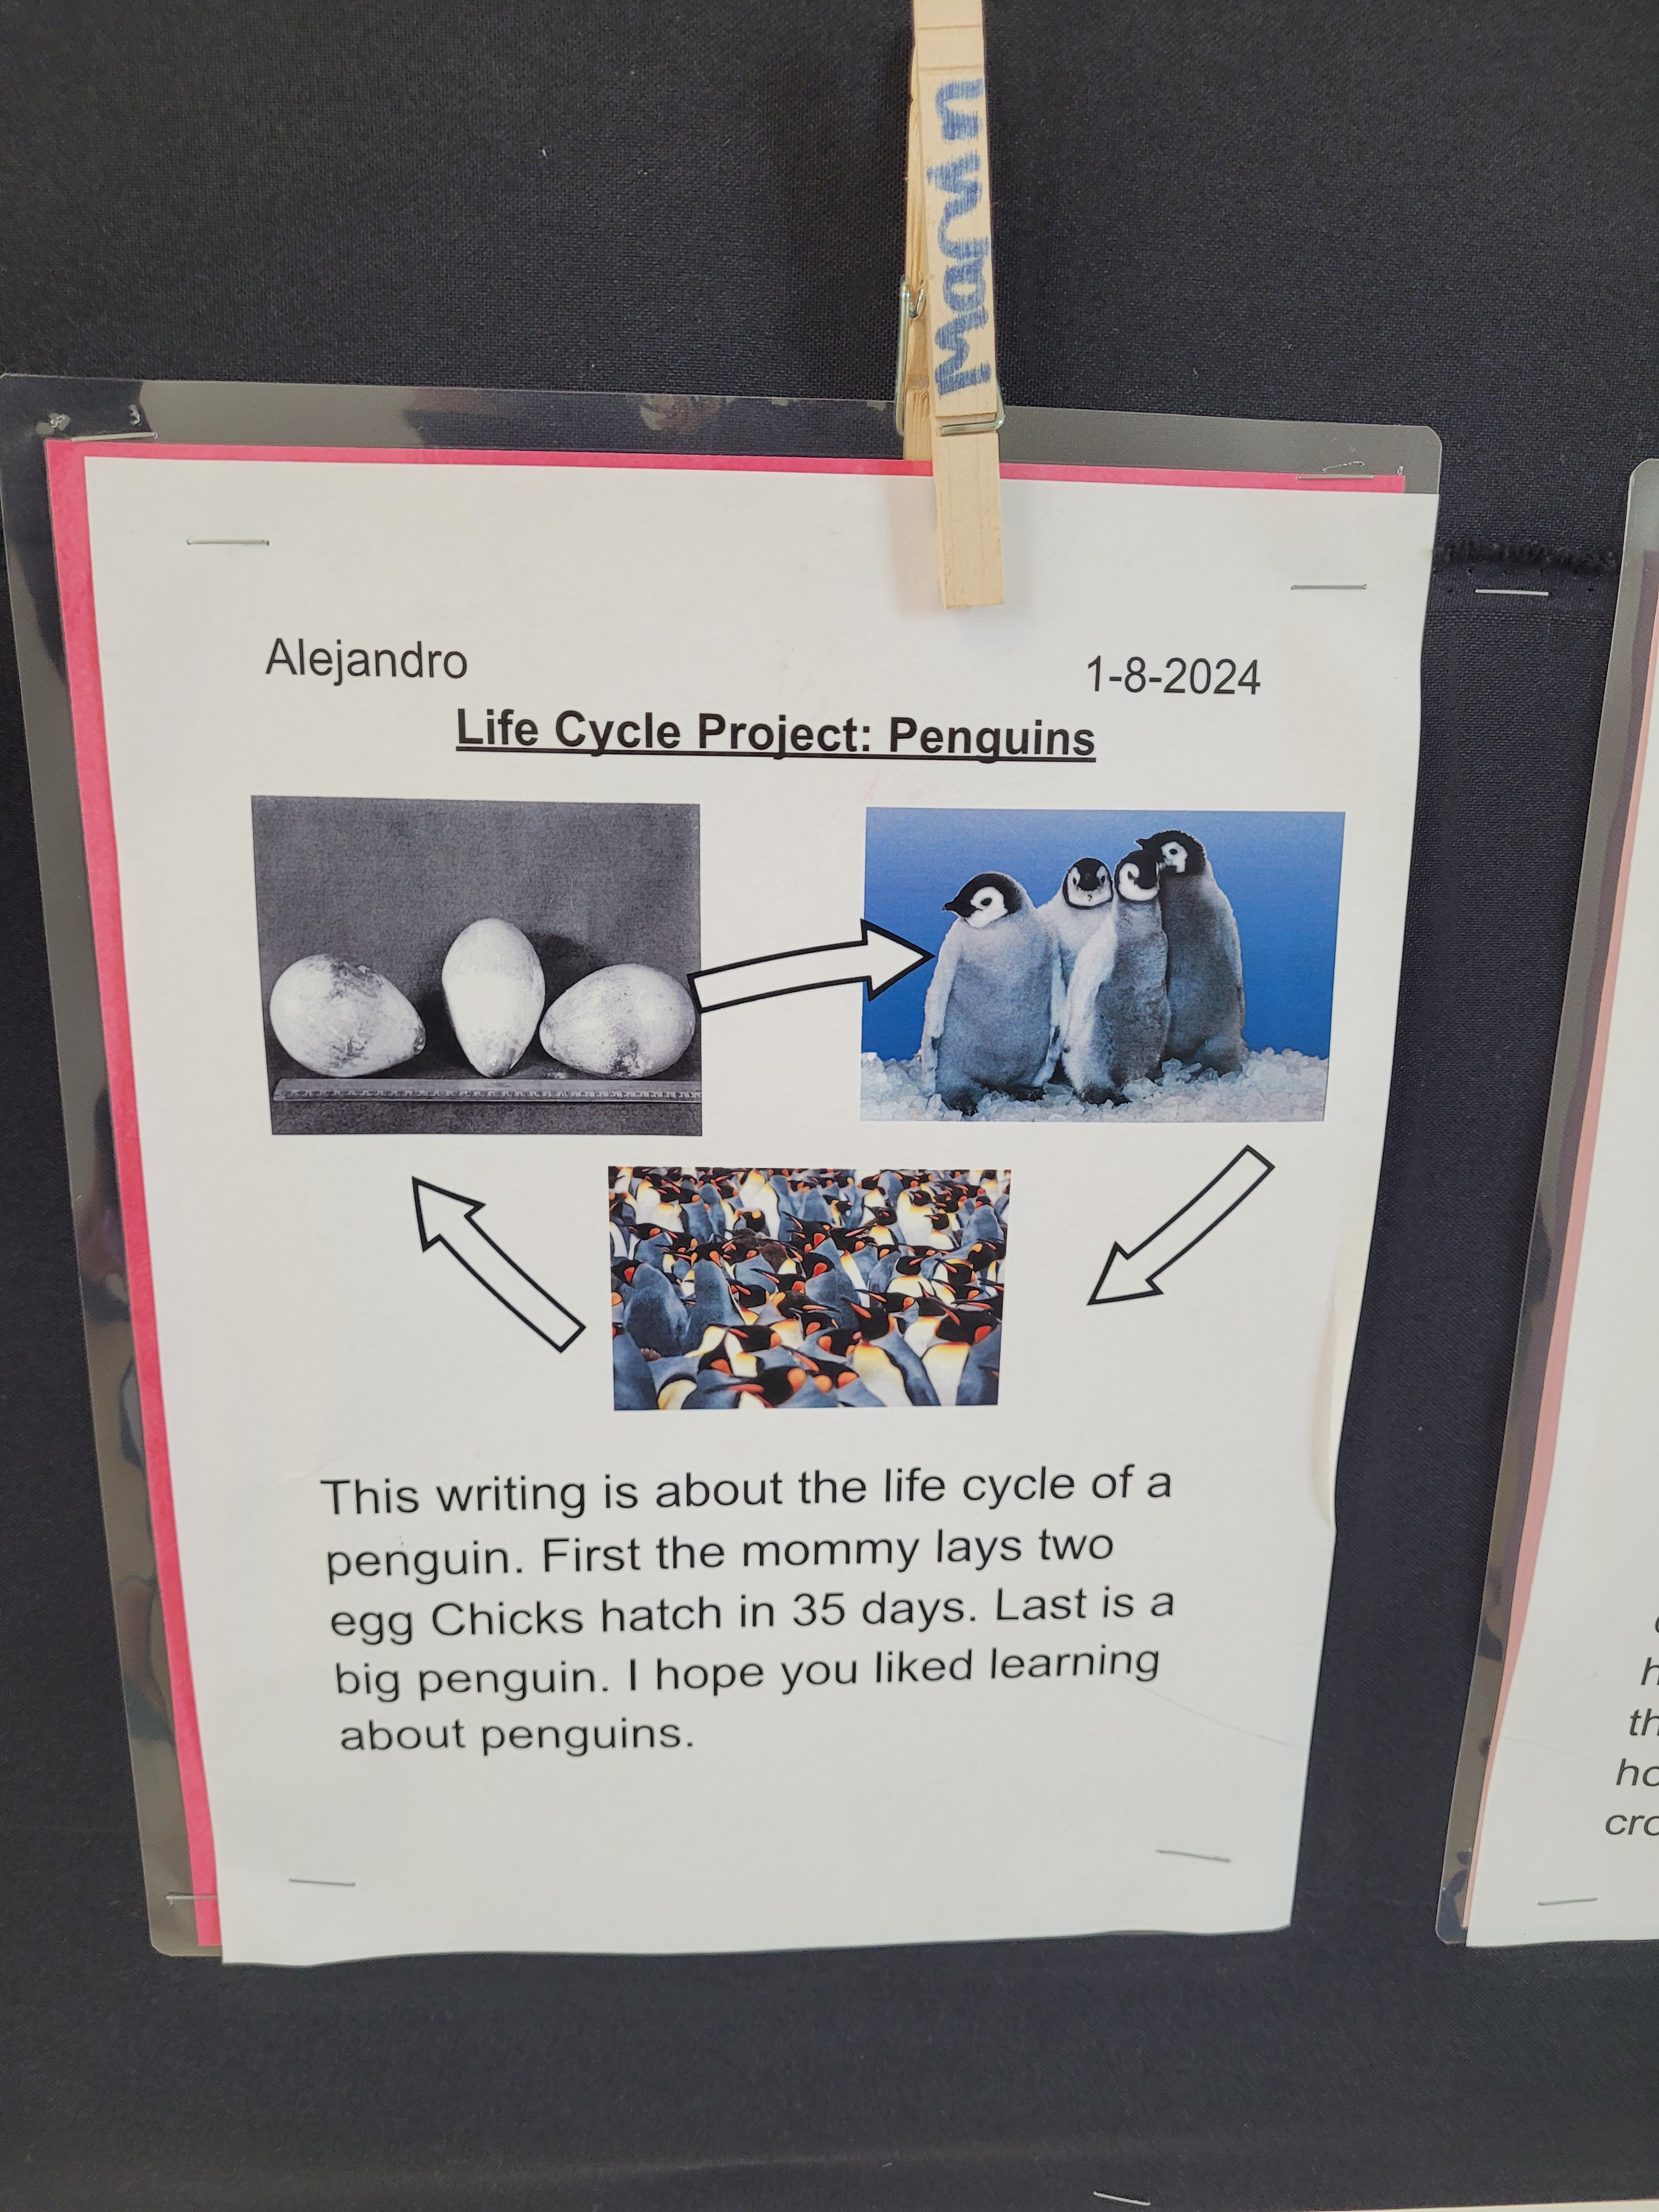 Alejandro 1-8-2024
Life Cycle Project: Penguins
This writing is about the life cycle of a
penguin. First the mommy lays two
egg Chicks hatch in 35 days. Last is a
big penguin. I hope you liked learning
about penguins.